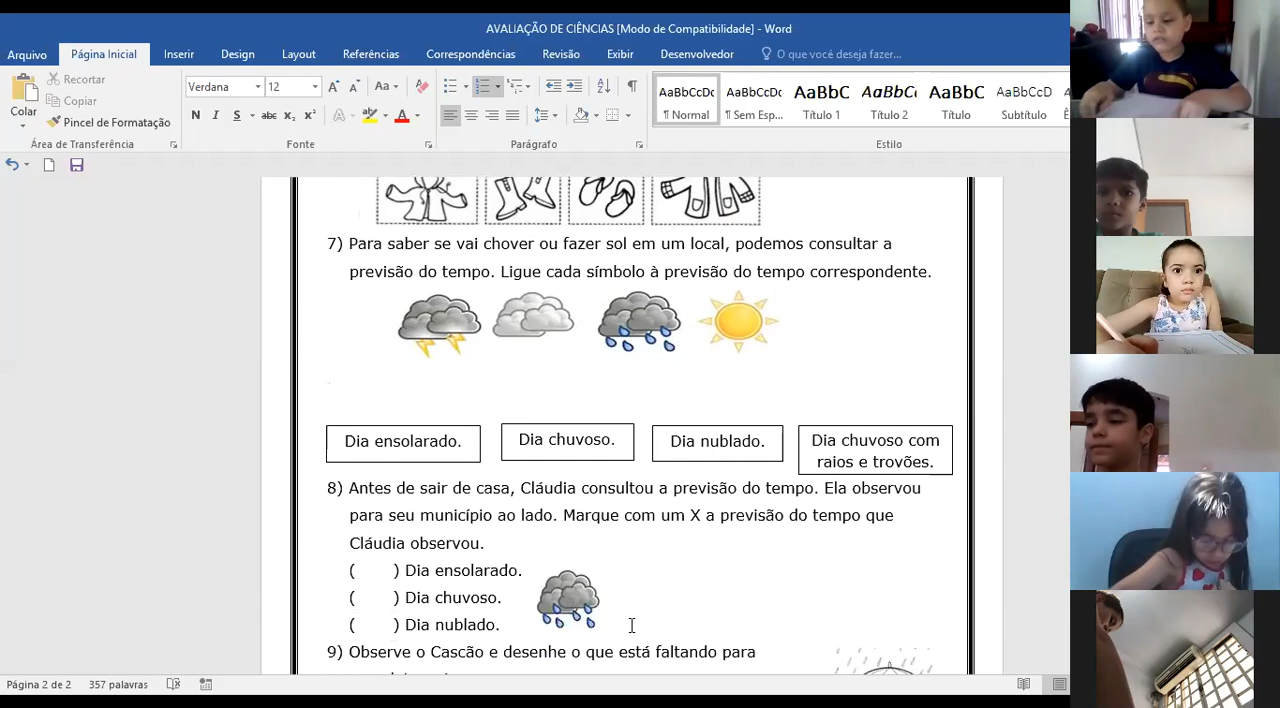 AVALIAÇÃO DE CIÊNCIAS [Modo de Compatibilidade] - Word
Arquivo Página Inicial Inserir Design Layout Referências Correspondências Revisão Exibir Desenvolvedor O que você deseja fazer...
Colar
Recortar
Copiar
Pincel de Formatação
Área de Transferência
Verdana 12
N I S abc x₂ x²
Fonte
Parágrafo
AaBbCcDc AaBbCcDc AaBbC AaBbCc AaBbC AaBbCcD
¶ Normal ¶ Sem Esp... Título 1 Título 2 Título Subtítulo
Estilo
7) Para saber se vai chover ou fazer sol em um local, podemos consultar a
previsão do tempo. Ligue cada símbolo à previsão do tempo correspondente.
Dia ensolarado. Dia chuvoso. Dia nublado. Dia chuvoso com
raios e trovões.
8) Antes de sair de casa, Cláudia consultou a previsão do tempo. Ela observou
para seu município ao lado. Marque com um X a previsão do tempo que
Cláudia observou.
( ) Dia ensolarado.
( ) Dia chuvoso.
( ) Dia nublado.
9) Observe o Cascão e desenhe o que está faltando para
Página 2 de 2 357 palavras